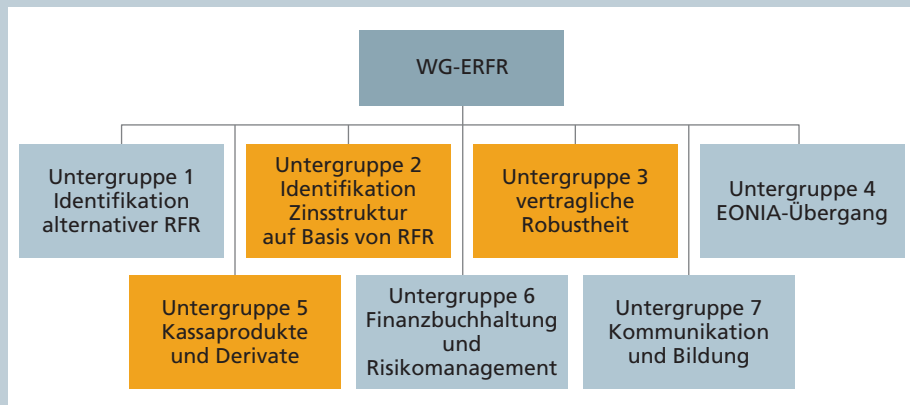 WG-ERFR
Untergruppe 1
Identifikation
alternativer RFR
Untergruppe 2
Identifikation
Zinsstruktur
auf Basis von RFR
Untergruppe 3
vertragliche
Robustheit
Untergruppe 4
EONIA-Übergang
Untergruppe 5
Kassaprodukte
und Derivate
Untergruppe 6
Finanzbuchhaltung
und
Risikomanagement
Untergruppe 7
Kommunikation
und Bildung